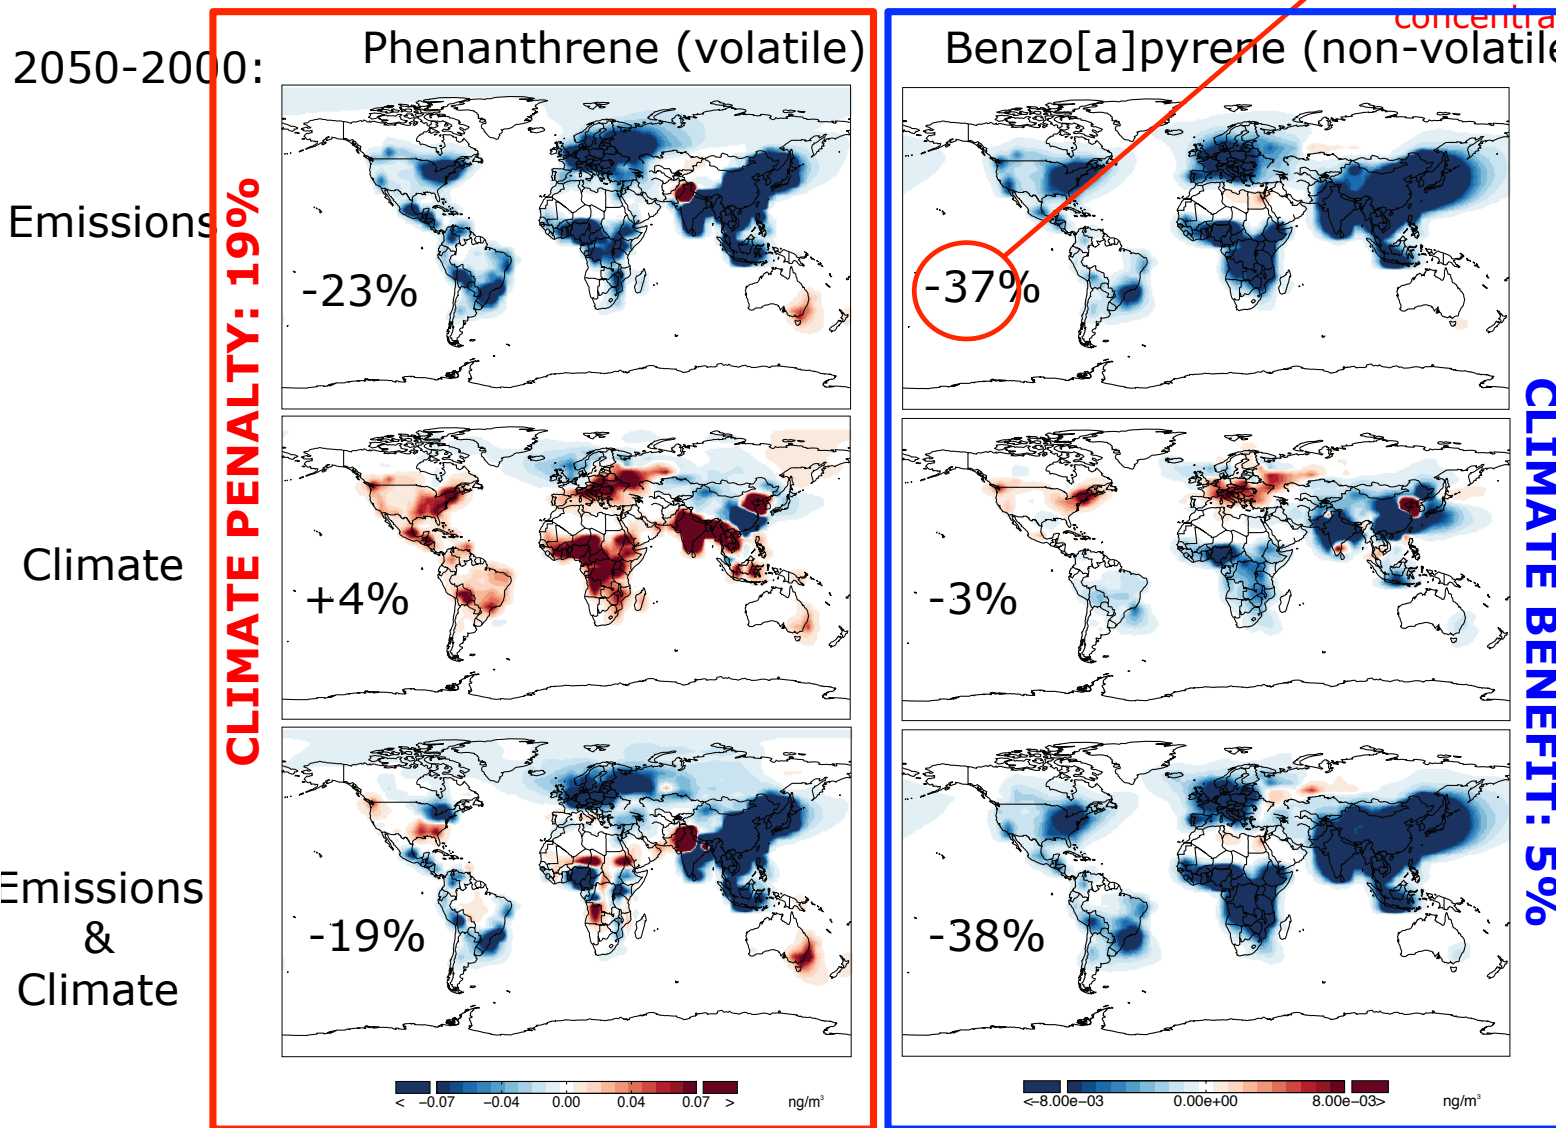 concentra
2050-2000:
Phenanthrene (volatile)
Benzo[a]pyrene (non-volatile
Emissions
-23%
-37%
CLIMATE PENALTY: 19%
Climate
+4%
-3%
CLIMATE BENEFIT: 5%
Emissions
&
Climate
-19%
-38%
< −0.07 −0.04 0.00 0.04 0.07 > ng/m³
<−8.00e−03 0.00e+00 8.00e−03> ng/m³